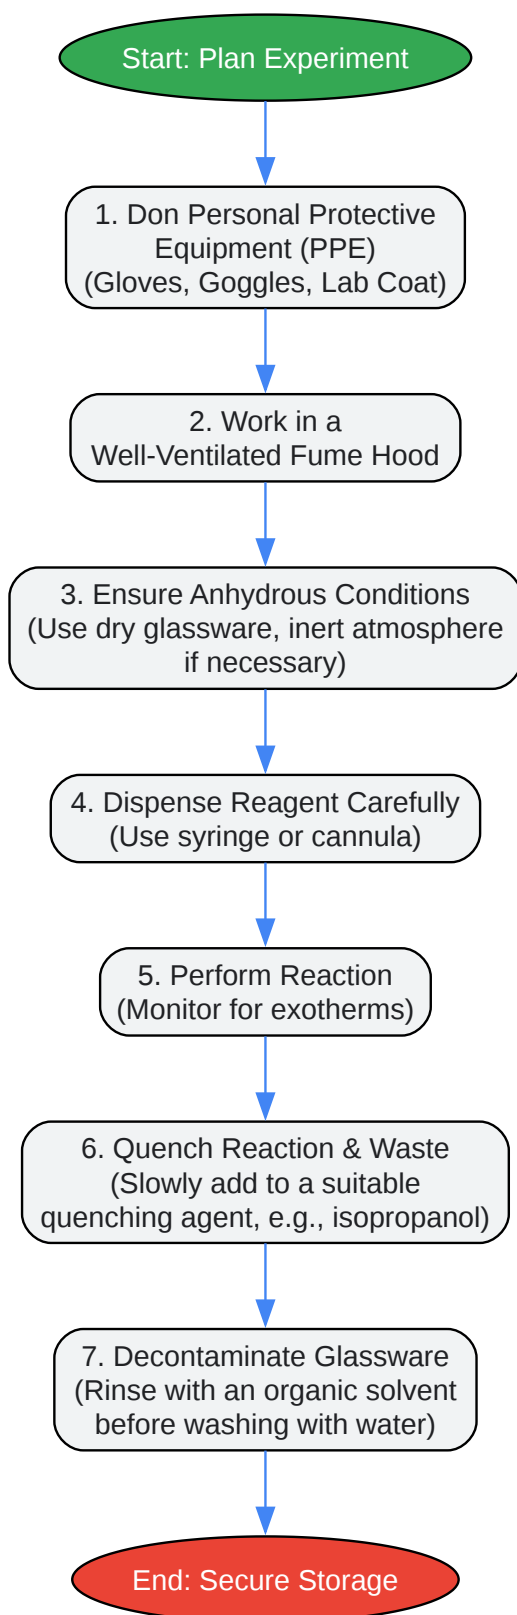 Start: Plan Experiment
1. Don Personal Protective
Equipment (PPE)
(Gloves, Goggles, Lab Coat)
2. Work in a
Well-Ventilated Fume Hood
3. Ensure Anhydrous Conditions
(Use dry glassware, inert atmosphere
if necessary)
4. Dispense Reagent Carefully
(Use syringe or cannula)
5. Perform Reaction
(Monitor for exotherms)
6. Quench Reaction & Waste
(Slowly add to a suitable
quenching agent, e.g., isopropanol)
7. Decontaminate Glassware
(Rinse with an organic solvent
before washing with water)
End: Secure Storage